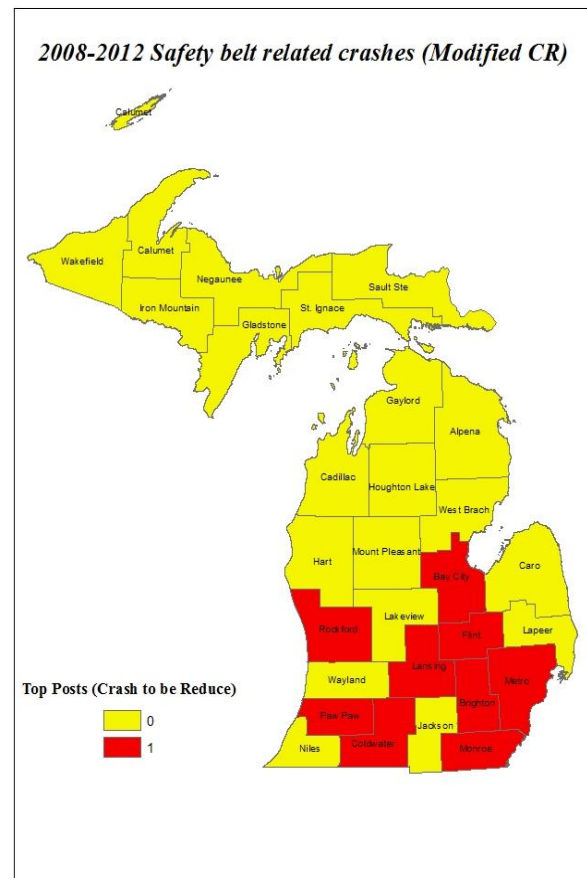 2008-2012 Safety belt related crashes (Modified CR)
Calumet
Wakefield
Calumet
Negaunee
Sault Ste
Iron Mountain
St. Ignace
Gladstone
Gaylord
Alpena
Cadillac
Houghton Lake
West Brach
Hart
Mount Pleasant
Bay City
Caro
Rockford
Lakeview
Flint
Lapeer
Wayland
Lansing
Metro
Paw Paw
Jackson
Brighton
Niles
Coldwater
Monroe
Top Posts (Crash to be Reduce)
0
1